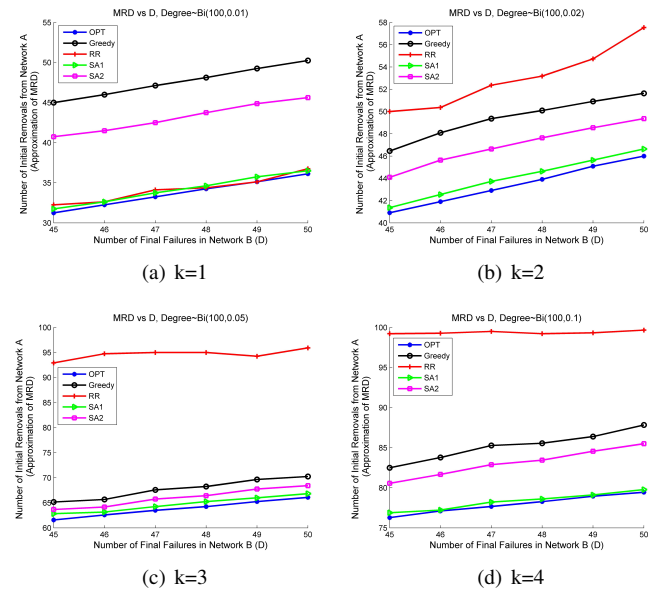 MRD vs D, Degree~Bi(100,0.01)
Number of Initial Removals from Network A
(Approximation of MRD)
55
50
45
40
35
30
OPT
Greedy
RR
SA1
SA2
45 46 47 48 49 50
Number of Final Failures in Network B (D)
(a) k=1
MRD vs D, Degree~Bi(100,0.02)
Number of Initial Removals from Network A
(Approximation of MRD)
58
56
54
52
50
48
46
44
42
40
OPT
Greedy
RR
SA1
SA2
45 46 47 48 49 50
Number of Final Failures in Network B (D)
(b) k=2
MRD vs D, Degree~Bi(100,0.05)
Number of Initial Removals from Network A
(Approximation of MRD)
100
95
90
85
80
75
70
65
60
OPT
Greedy
RR
SA1
SA2
45 46 47 48 49 50
Number of Final Failures in Network B (D)
(c) k=3
MRD vs D, Degree~Bi(100,0.1)
Number of Initial Removals from Network A
(Approximation of MRD)
100
95
90
85
80
75
OPT
Greedy
RR
SA1
SA2
45 46 47 48 49 50
Number of Final Failures in Network B (D)
(d) k=4